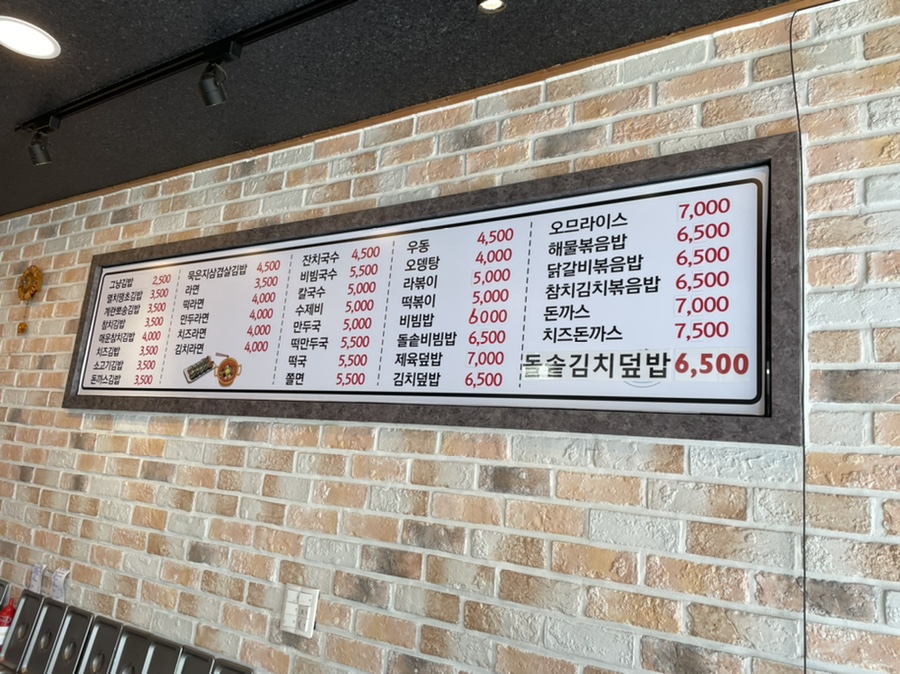 그냥김밥 2,500
멸치땡초김밥 3,500
계란뽀송김밥 3,500
참치김밥 3,500
매운참치김밥 4,000
치즈김밥 3,500
소고기김밥 3,500
돈까스김밥 3,500
묵은지삼겹살김밥 4,500
라면 3,500
떡라면 4,000
만두라면 4,000
치즈라면 4,000
김치라면 4,000
잔치국수 4,500
비빔국수 5,500
칼국수 5,000
수제비 5,000
만두국 5,000
떡만두국 5,500
떡국 5,500
쫄면 5,500
우동 4,500
오뎅탕 4,000
라볶이 5,000
떡볶이 5,000
비빔밥 6000
돌솥비빔밥 6,500
제육덮밥 7,000
김치덮밥 6,500
오므라이스 7,000
해물볶음밥 6,500
닭갈비볶음밥 6,500
참치김치볶음밥 6,500
돈까스 7,000
치즈돈까스 7,500
돌솥김치덮밥 6,500